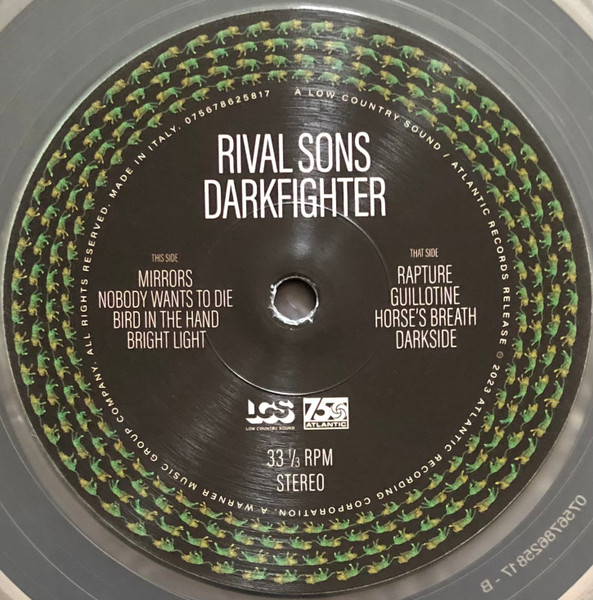 ALL RIGHTS RESERVED. MADE IN ITALY. 075678625817 A LOW COUNTRY SOUND / ATLANTIC RECORDS RELEASE ℗ 2023 ATLANTIC RECORDING CORPORATION. A WARNER MUSIC GROUP COMPANY.
RIVAL SONS
DARKFIGHTER
THIS SIDE
MIRRORS
NOBODY WANTS TO DIE
BIRD IN THE HAND
BRIGHT LIGHT
THAT SIDE
RAPTURE
GUILLOTINE
HORSE'S BREATH
DARKSIDE
LCS
LOW COUNTRY SOUND
75
ATLANTIC
33 1/3 RPM
STEREO
075678625817 - B